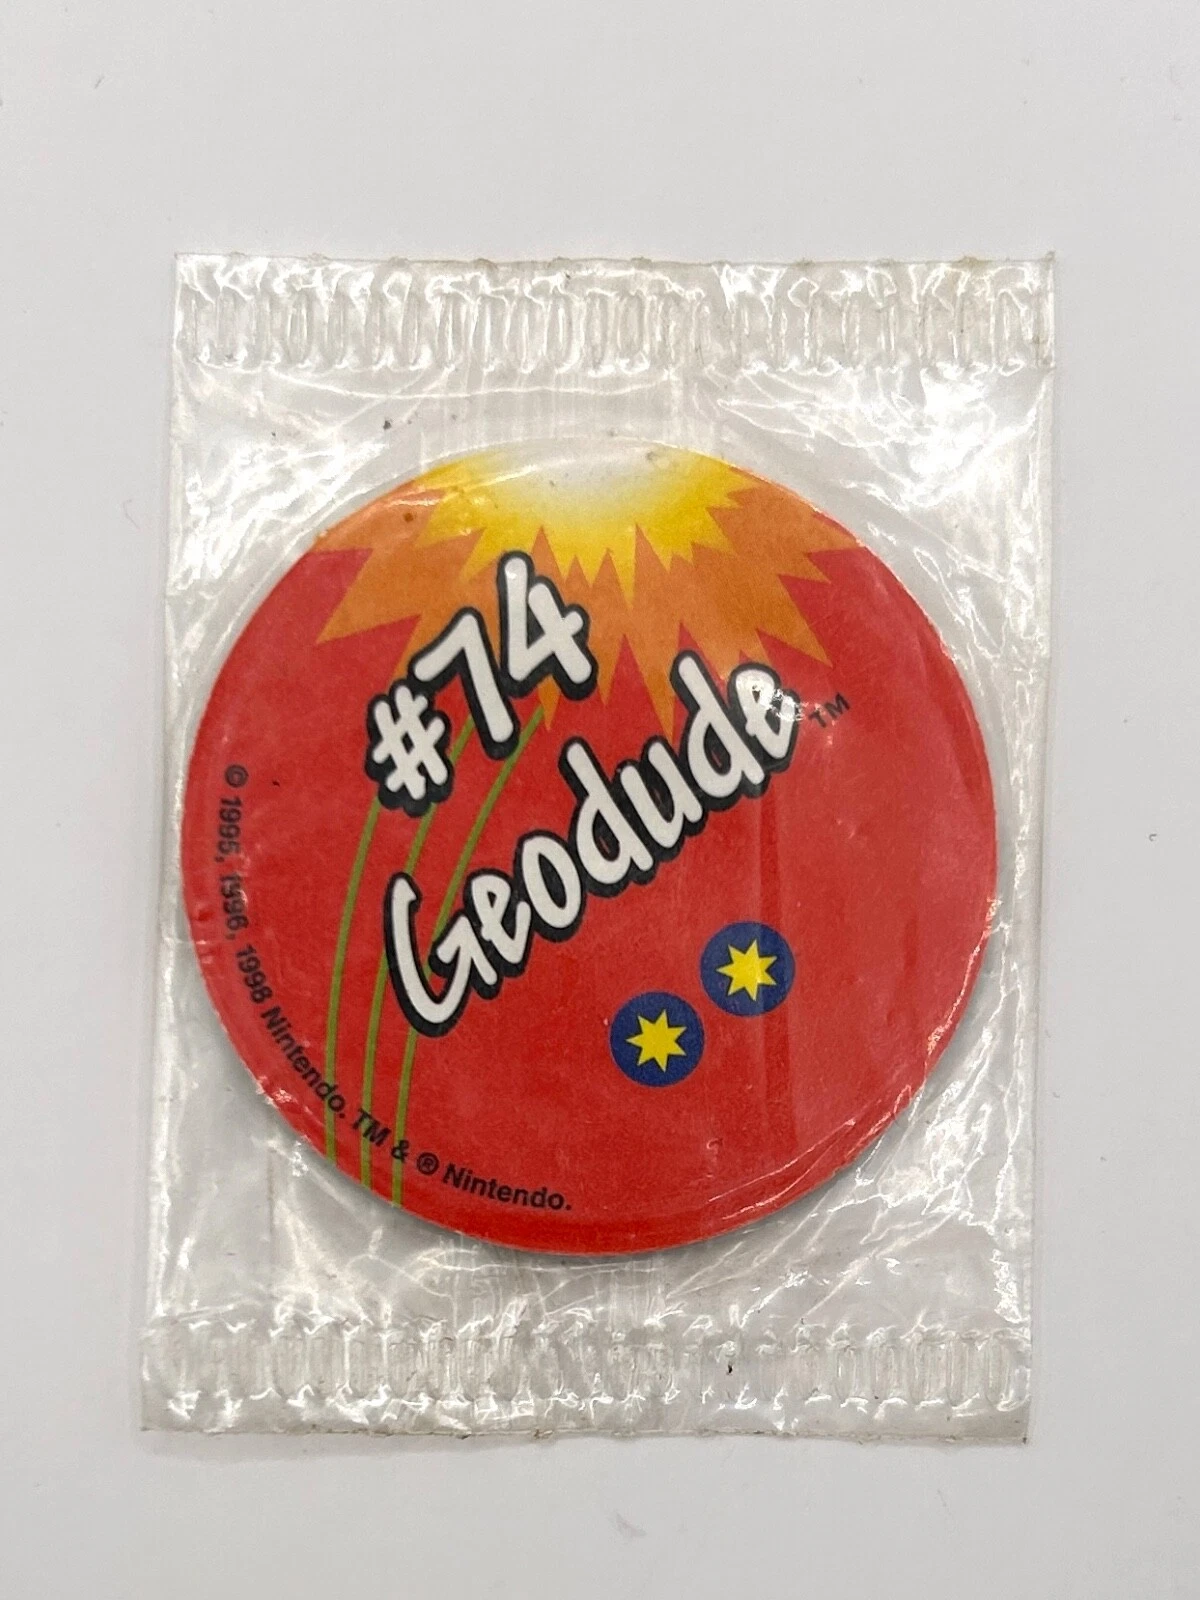 #74
Geodude™
© 1995, 1996, 1998 Nintendo. TM & ® Nintendo.